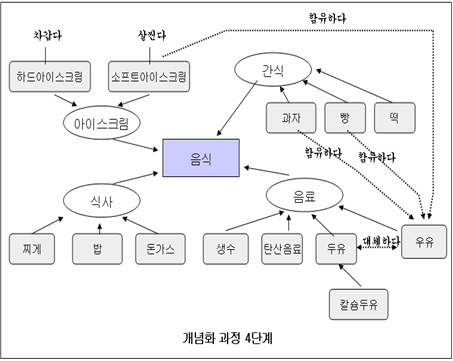 함유하다
차갑다
살찐다
하드아이스크림
소프트아이스크림
간식
아이스크림
과자
빵
떡
함유하다
함유하다
음식
식사
음료
찌게
밥
돈가스
생수
탄산음료
두유
대체하다
우유
칼슘두유
개념화 과정 4단계